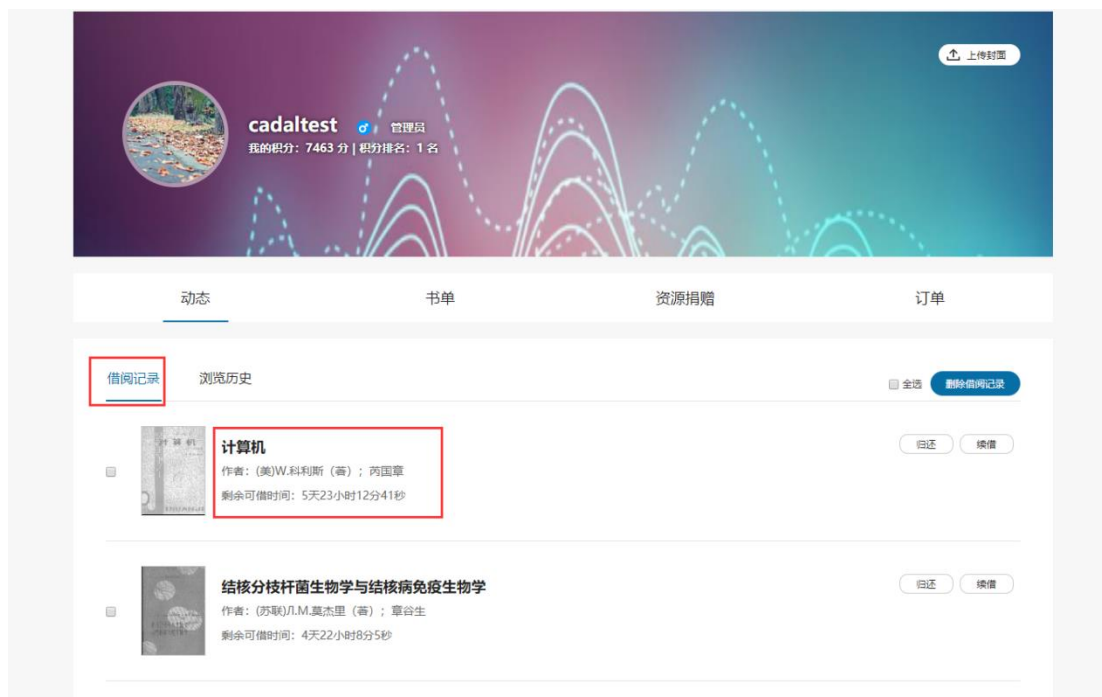 上传封面
cadaltest 管理员
我的积分：7463 分 | 积分排名：1 名
动态 书单 资源捐赠 订单
借阅记录 浏览历史 全选 删除借阅记录
计算机 归还 续借
作者：(美)W.科利斯（著）；芮国章
剩余可借时间：5天23小时12分41秒
计算机
结核分枝杆菌生物学与结核病免疫生物学 归还 续借
作者：(苏联)Л.M.莫杰里（著）；章谷生
剩余可借时间：4天22小时8分5秒